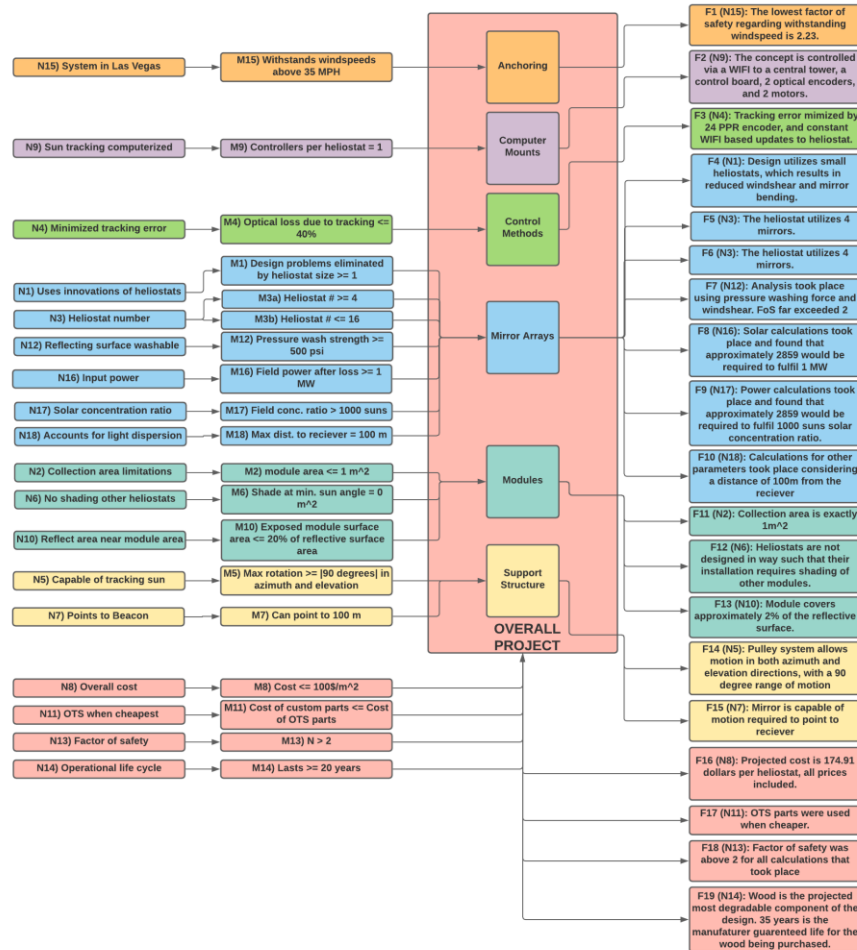 N15) System in Las Vegas
N9) Sun tracking computerized
N4) Minimized tracking error
N1) Uses innovations of heliostats
N3) Heliostat number
N12) Reflecting surface washable
N16) Input power
N17) Solar concentration ratio
N18) Accounts for light dispersion
N2) Collection area limitations
N6) No shading other heliostats
N10) Reflect area near module area
N5) Capable of tracking sun
N7) Points to Beacon
N8) Overall cost
N11) OTS when cheapest
N13) Factor of safety
N14) Operational life cycle
M15) Withstands windspeeds
above 35 MPH
M9) Controllers per heliostat = 1
M4) Optical loss due to tracking <=
40%
M1) Design problems eliminated
by heliostat size >= 1
M3a) Heliostat # >= 4
M3b) Heliostat # <= 16
M12) Pressure wash strength >=
500 psi
M16) Field power after loss >= 1
MW
M17) Field conc. ratio > 1000 suns
M18) Max dist. to reciever = 100 m
M2) module area <= 1 m^2
M6) Shade at min. sun angle = 0
m^2
M10) Exposed module surface
area <= 20% of reflective surface
area
M5) Max rotation >= |90 degrees| in
azimuth and elevation
M7) Can point to 100 m
M8) Cost <= 100$/m^2
M11) Cost of custom parts <= Cost
of OTS parts
M13) N > 2
M14) Lasts >= 20 years
Anchoring
Computer
Mounts
Control
Methods
Mirror Arrays
Modules
Support
Structure
OVERALL
PROJECT
F1 (N15): The lowest factor of
safety regarding withstanding
windspeed is 2.23.
F2 (N9): The concept is controlled
via a WIFI to a central tower, a
control board, 2 optical encoders,
and 2 motors.
F3 (N4): Tracking error mimized by
24 PPR encoder, and constant
WIFI based updates to heliostat.
F4 (N1): Design utilizes small
heliostats, which results in
reduced windshear and mirror
bending.
F5 (N3): The heliostat utilizes 4
mirrors.
F6 (N3): The heliostat utilizes 4
mirrors.
F7 (N12): Analysis took place
using pressure washing force and
windshear. FoS far exceeded 2
F8 (N16): Solar calculations took
place and found that
approximately 2859 would be
required to fulfil 1 MW
F9 (N17): Power calculations took
place and found that
approximately 2859 would be
required to fulfil 1000 suns solar
concentration ratio.
F10 (N18): Calculations for other
parameters took place considering
a distance of 100m from the
reciever
F11 (N2): Collection area is exactly
1m^2
F12 (N6): Heliostats are not
designed in way such that their
installation requires shading of
other modules.
F13 (N10): Module covers
approximately 2% of the reflective
surface.
F14 (N5): Pulley system allows
motion in both azimuth and
elevation directions, with a 90
degree range of motion
F15 (N7): Mirror is capable of
motion required to point to
reciever
F16 (N8): Projected cost is 174.91
dollars per heliostat, all prices
included.
F17 (N11): OTS parts were used
when cheaper.
F18 (N13): Factor of safety was
above 2 for all calculations that
took place
F19 (N14): Wood is the projected
most degradable component of the
design. 35 years is the
manufaturer guarenteed life for the
wood being purchased.